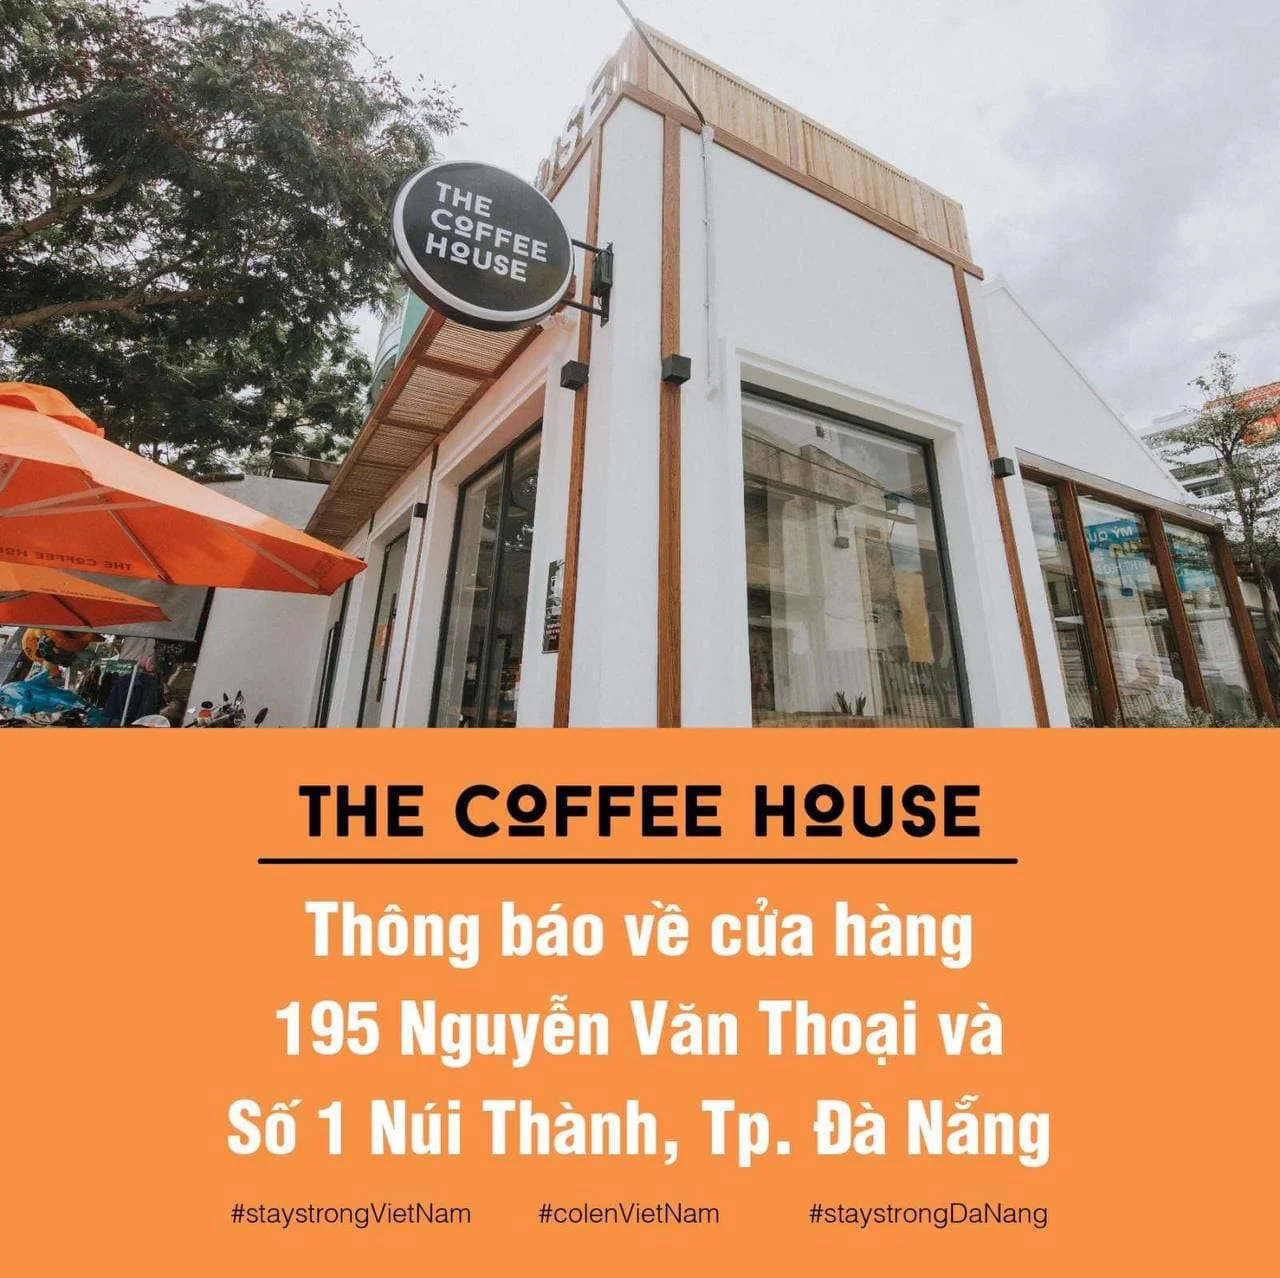 THE
COFFEE
HOUSE
THE COFFEE HOUSE
Thông báo về cửa hàng
195 Nguyễn Văn Thoại và
Số 1 Núi Thành, Tp. Đà Nẵng
#staystrongVietNam #colenVietNam #staystrongDaNang